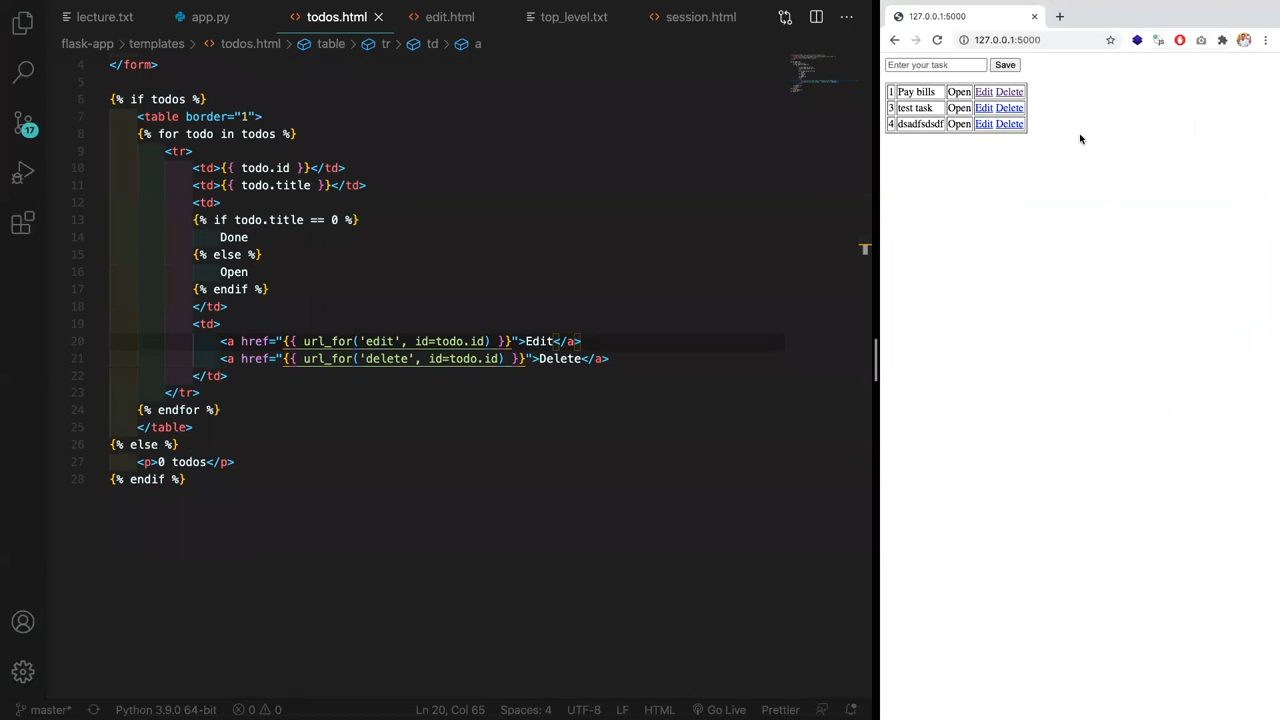 lecture.txt app.py todos.html edit.html top_level.txt session.html
flask-app templates todos.html table tr td a
4 </form>
5
6 {% if todos %}
7 <table border="1">
8 {% for todo in todos %}
9 <tr>
10 <td>{{ todo.id }}</td>
11 <td>{{ todo.title }}</td>
12 <td>
13 {% if todo.title == 0 %}
14 Done
15 {% else %}
16 Open
17 {% endif %}
18 </td>
19 <td>
20 <a href="{{ url_for('edit', id=todo.id) }}">Edit</a>
21 <a href="{{ url_for('delete', id=todo.id) }}">Delete</a>
22 </td>
23 </tr>
24 {% endfor %}
25 </table>
26 {% else %}
27 <p>0 todos</p>
28 {% endif %}
17
master* Python 3.9.0 64-bit 0 0 Ln 20, Col 65 Spaces: 4 UTF-8 LF HTML Go Live Prettier
127.0.0.1:5000
127.0.0.1:5000
Enter your task Save
1 Pay bills Open Edit Delete
3 test task Open Edit Delete
4 dsadfsdsdf Open Edit Delete